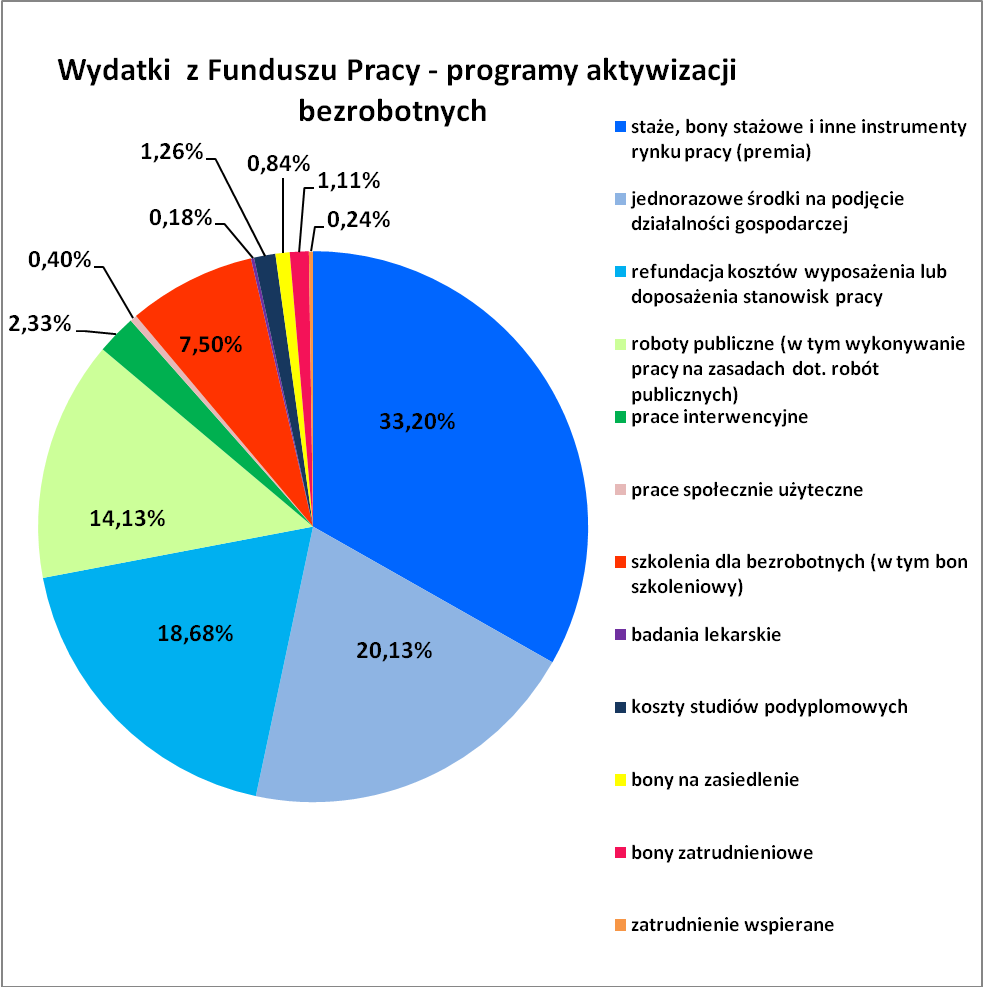 Wydatki z Funduszu Pracy - programy aktywizacji
bezrobotnych
1,26%
0,84%
1,11%
0,18%
0,24%
0,40%
2,33%
7,50%
33,20%
14,13%
18,68%
20,13%
staże, bony stażowe i inne instrumenty
rynku pracy (premia)
jednorazowe środki na podjęcie
działalności gospodarczej
refundacja kosztów wyposażenia lub
doposażenia stanowisk pracy
roboty publiczne (w tym wykonywanie
pracy na zasadach dot. robót
publicznych)
prace interwencyjne
prace społecznie użyteczne
szkolenia dla bezrobotnych (w tym bon
szkoleniowy)
badania lekarskie
koszty studiów podyplomowych
bony na zasiedlenie
bony zatrudnieniowe
zatrudnienie wspierane